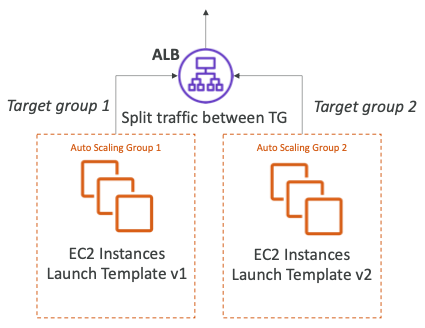 ALB
Target group 1
Target group 2
Split traffic between TG
Auto Scaling Group 1
Auto Scaling Group 2
EC2 Instances
Launch Template v1
EC2 Instances
Launch Template v2